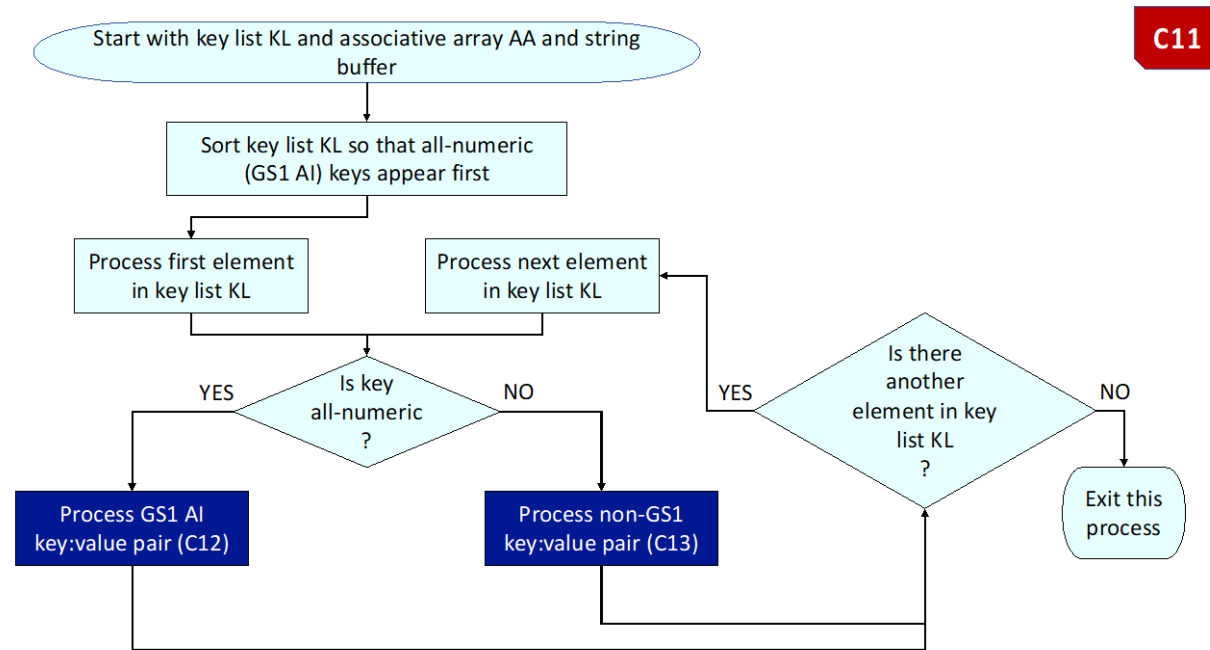 C11
Start with key list KL and associative array AA and string
buffer
Sort key list KL so that all-numeric
(GS1 AI) keys appear first
Process first element
in key list KL
Process next element
in key list KL
Is key
all-numeric
?
YES
NO
Process GS1 AI
key:value pair (C12)
Process non-GS1
key:value pair (C13)
Is there
another
element in key
list KL
?
YES
NO
Exit this
process